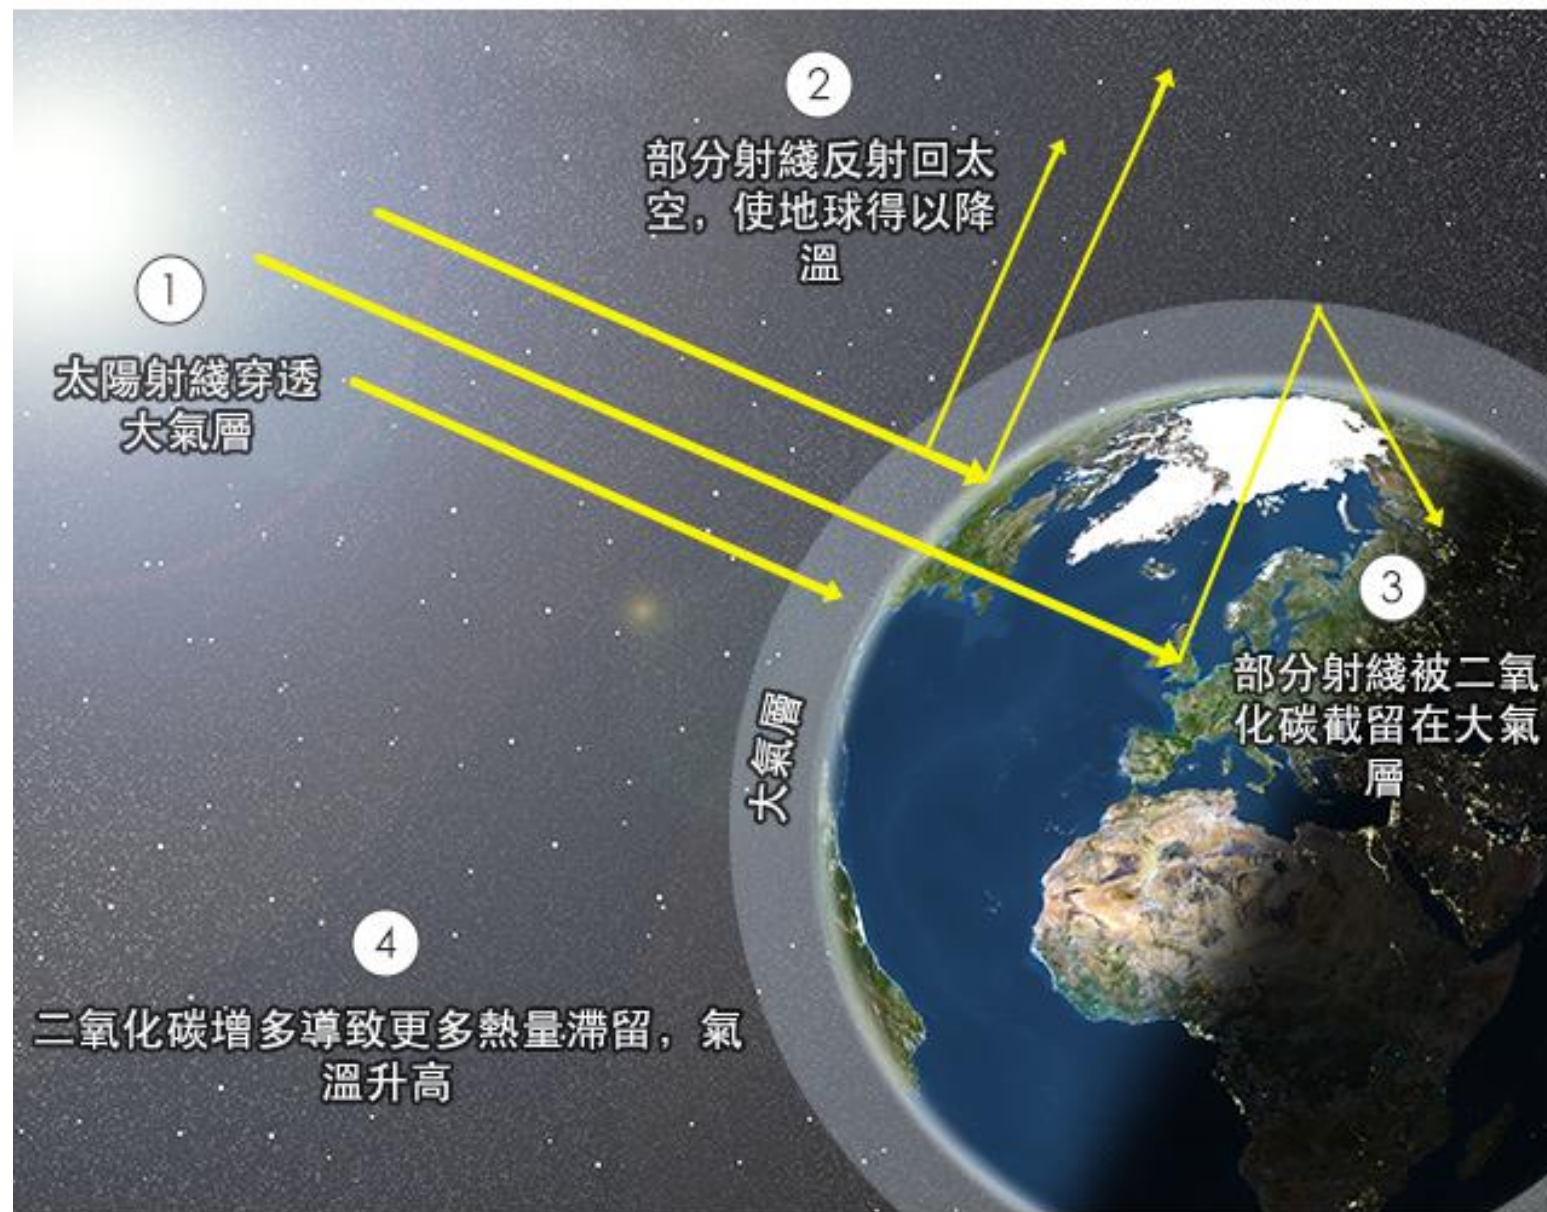 1
太陽射綫穿透
大氣層
2
部分射綫反射回太
空，使地球得以降
溫
3
部分射綫被二氧
化碳截留在大氣
層
大氣層
4
二氧化碳增多導致更多熱量滯留，氣
溫升高